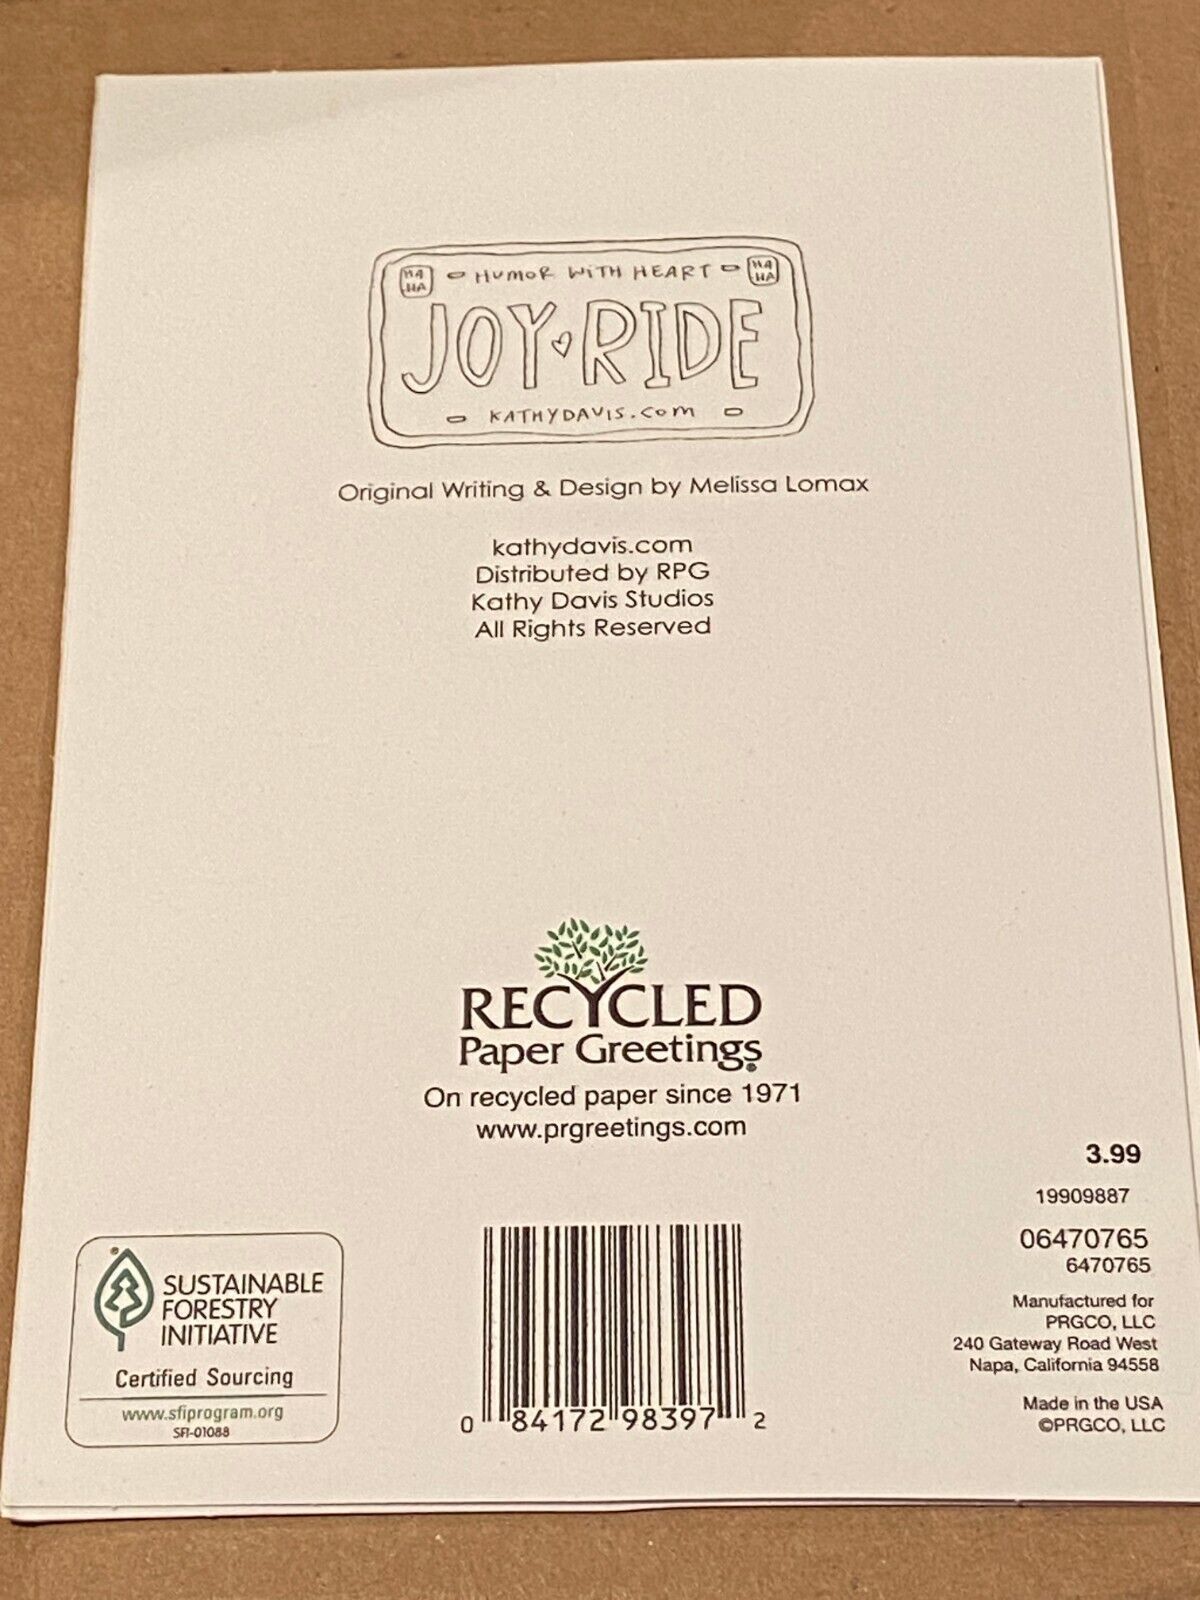 HA HA HUMOR WITH HEART HA HA
JOY RIDE
KATHYDAVIS.COM
Original Writing & Design by Melissa Lomax
kathydavis.com
Distributed by RPG
Kathy Davis Studios
All Rights Reserved
RECYCLED
Paper Greetings®
On recycled paper since 1971
www.prgreetings.com
3.99
19909887
06470765
6470765
Manufactured for
PRGCO, LLC
240 Gateway Road West
Napa, California 94558
Made in the USA
©PRGCO, LLC
®
SUSTAINABLE
FORESTRY
INITIATIVE
Certified Sourcing
www.sfiprogram.org
SFI-01088
0 84172 98397 2